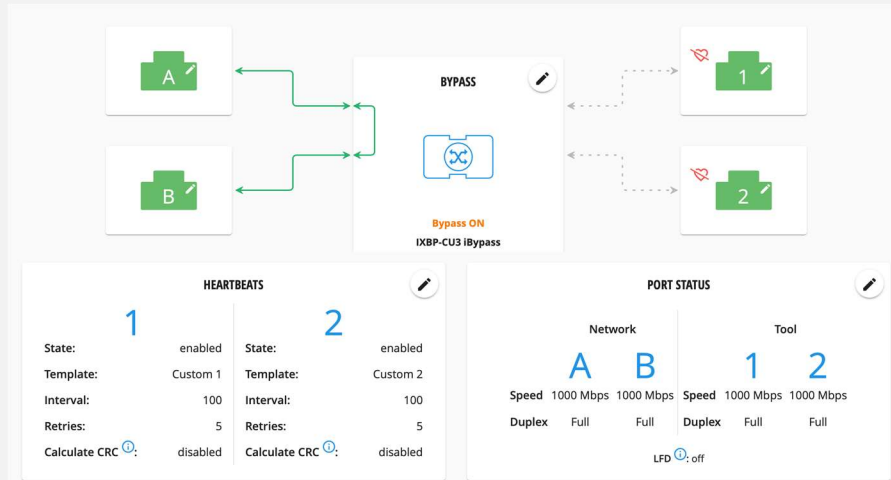 A
B
BYPASS
Bypass ON
IXBP-CU3 iBypass
1
2
HEARTBEATS
1 2
State: enabled State: enabled
Template: Custom 1 Template: Custom 2
Interval: 100 Interval: 100
Retries: 5 Retries: 5
Calculate CRC i: disabled Calculate CRC i: disabled
PORT STATUS
Network Tool
A B 1 2
Speed 1000 Mbps 1000 Mbps Speed 1000 Mbps 1000 Mbps
Duplex Full Full Duplex Full Full
LFD i: off